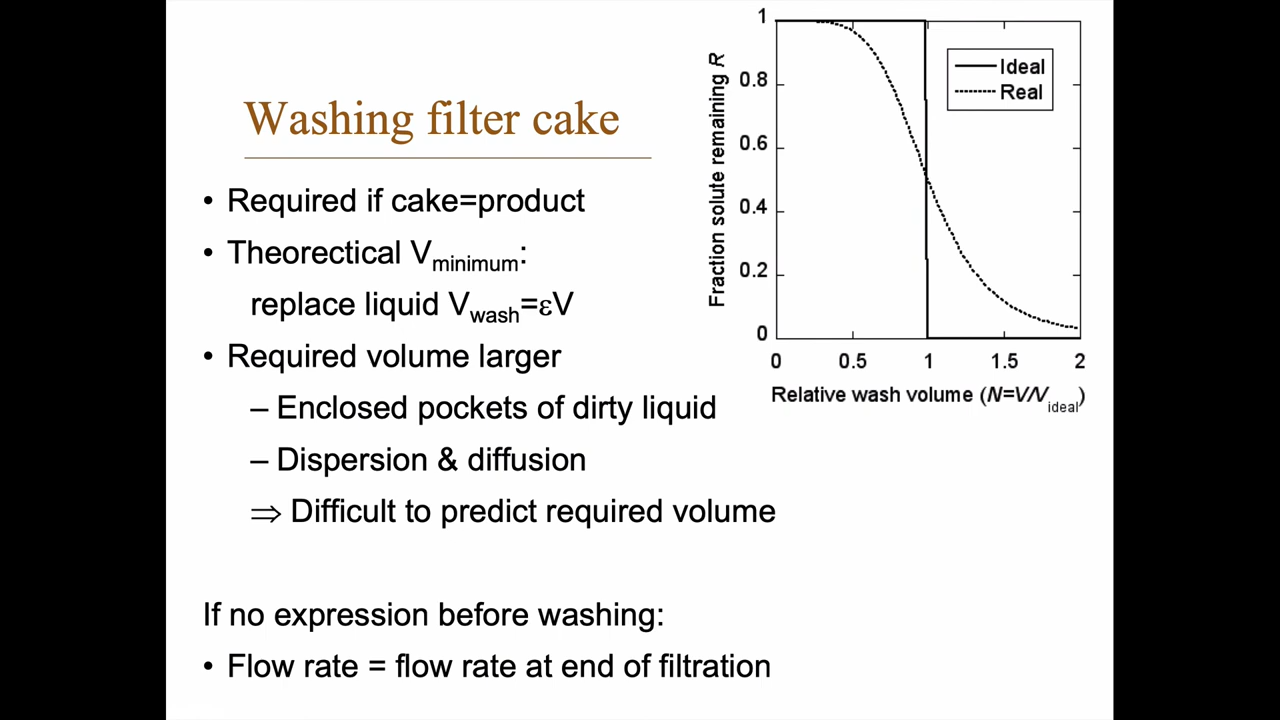 Washing filter cake
• Required if cake=product
• Theorectical Vminimum:
replace liquid Vwash=εV
• Required volume larger
– Enclosed pockets of dirty liquid
– Dispersion & diffusion
⇒ Difficult to predict required volume
If no expression before washing:
• Flow rate = flow rate at end of filtration
Fraction solute remaining R
1
0.8
0.6
0.4
0.2
0
Ideal
Real
0 0.5 1 1.5 2
Relative wash volume (N=V/Videal)